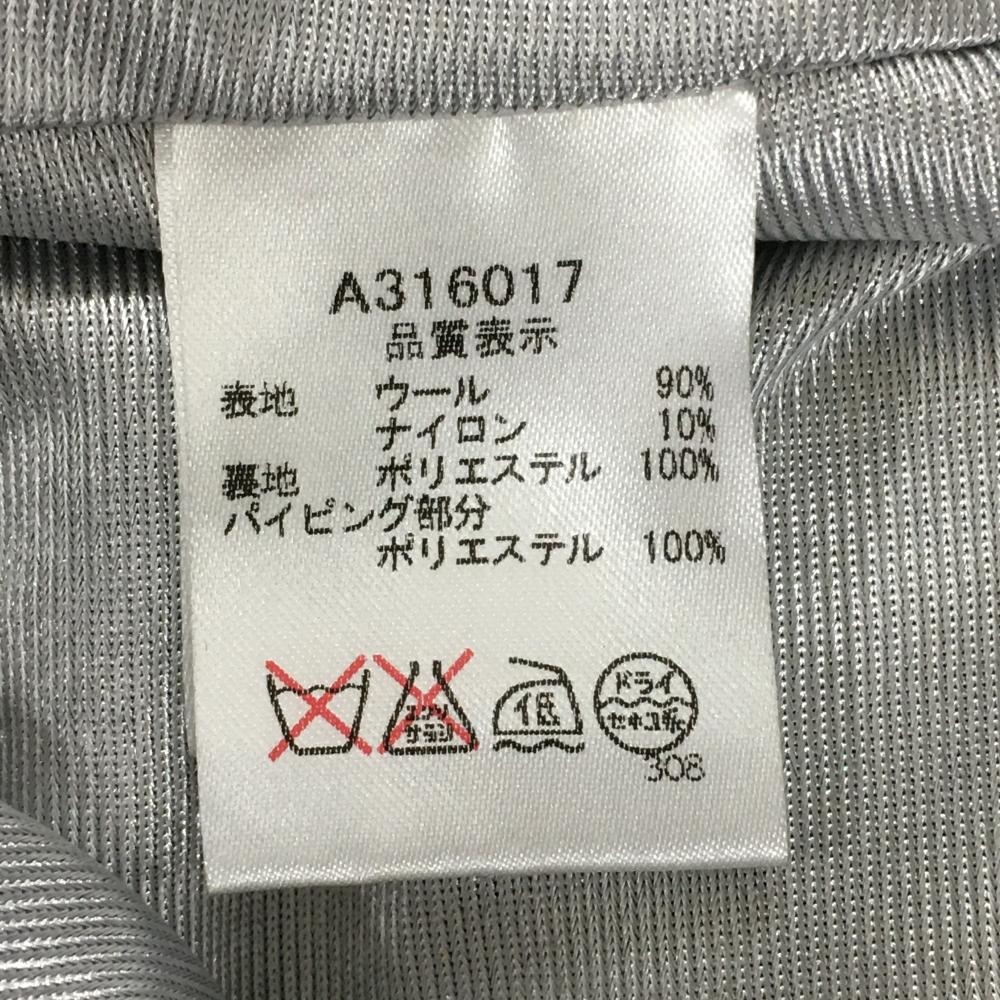 A316017
品質表示
表地 ウール 90%
ナイロン 10%
裏地 ポリエステル 100%
パイピング部分
ポリエステル 100%
エンソ サラシ
低
ドライ
セキユ系
308